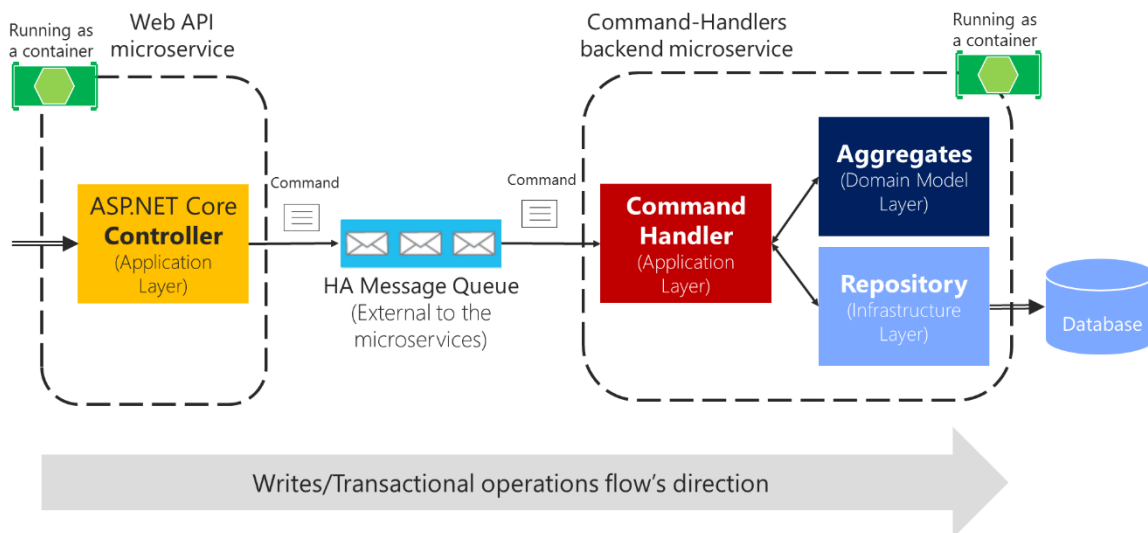 Running as
a container
Web API
microservice
Command-Handlers
backend microservice
Running as
a container
ASP.NET Core
Controller
(Application
Layer)
Command
HA Message Queue
(External to the
microservices)
Command
Command
Handler
(Application
Layer)
Aggregates
(Domain Model
Layer)
Repository
(Infrastructure
Layer)
Database
Writes/Transactional operations flow's direction